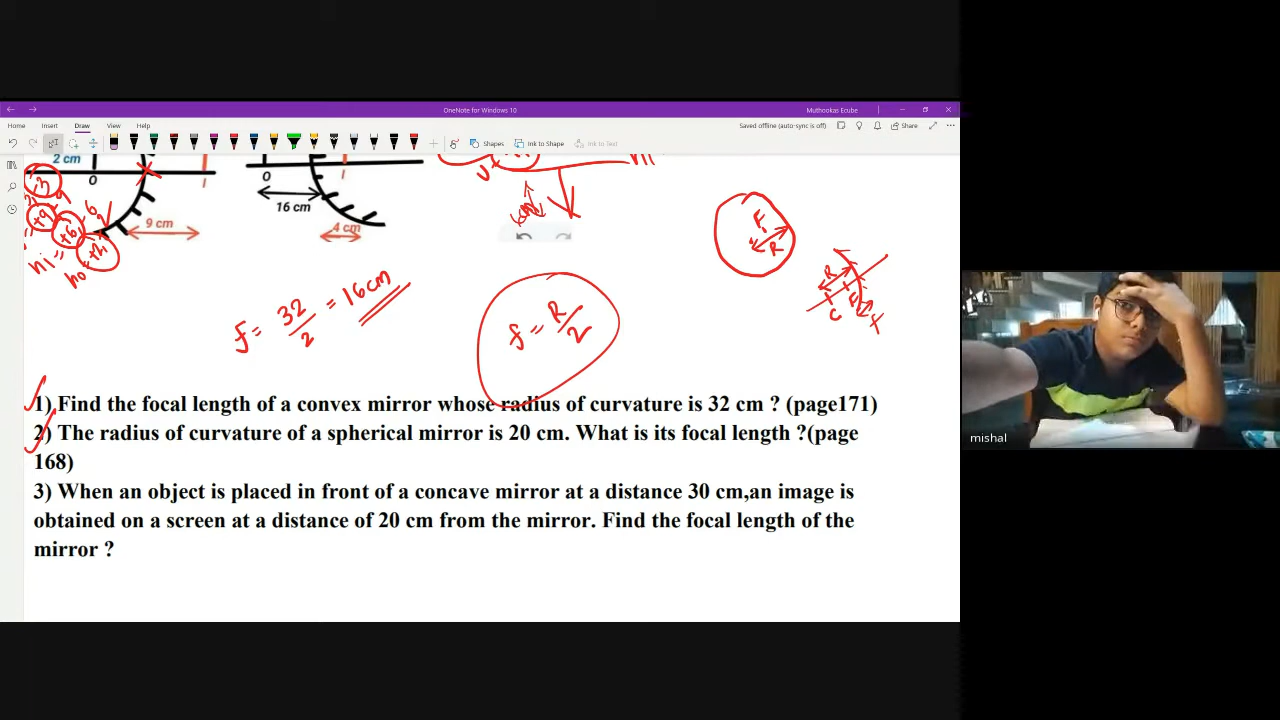 OneNote for Windows 10
Muthookas Ecube
Home Insert Draw View Help
Saved offline (auto-sync is off)
Share
Shapes
Ink to Shape
Ink to Text
2 cm
0
9 cm
0
16 cm
4 cm
-3
+9
+6
F
R
R
C
F
f = 32/2 = 16cm
f = R/2
1) Find the focal length of a convex mirror whose radius of curvature is 32 cm ? (page171)
2) The radius of curvature of a spherical mirror is 20 cm. What is its focal length ?(page
168)
3) When an object is placed in front of a concave mirror at a distance 30 cm,an image is
obtained on a screen at a distance of 20 cm from the mirror. Find the focal length of the
mirror ?
mishal